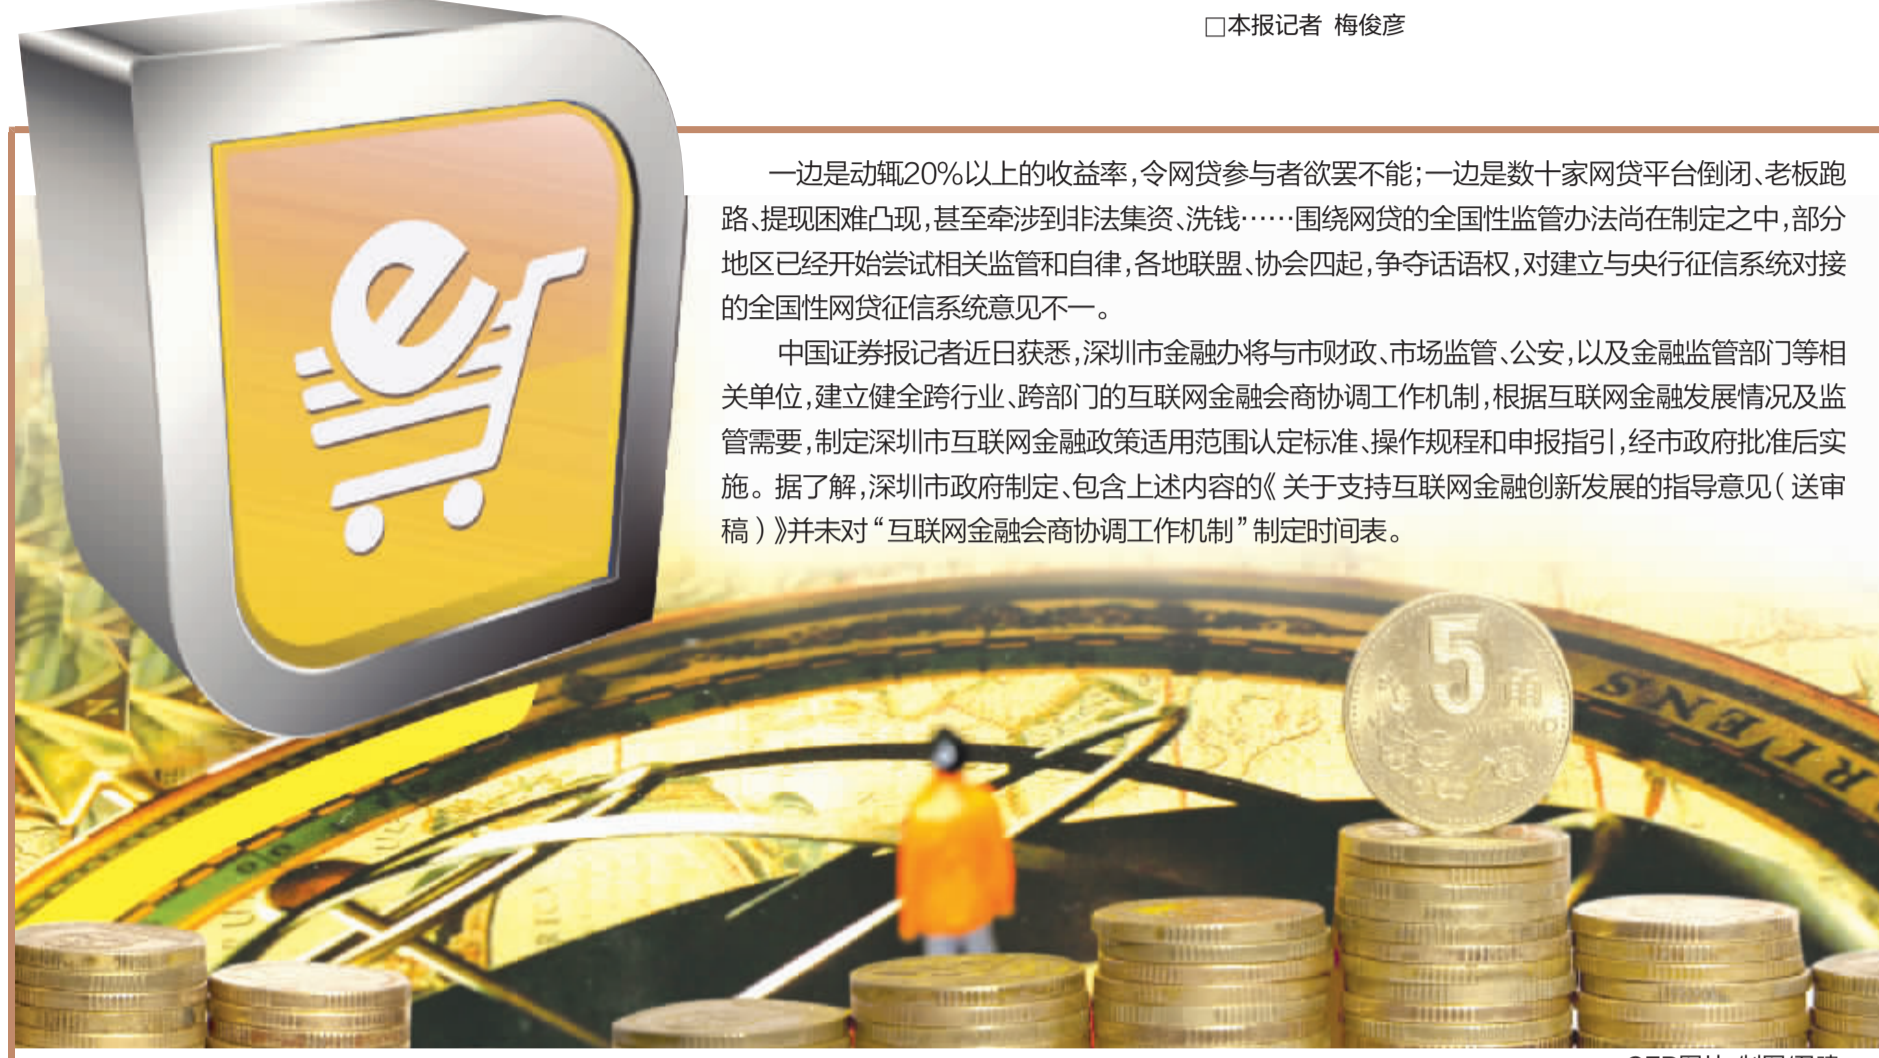 □本报记者 梅俊彦
一边是动辄20%以上的收益率,令网贷参与者欲罢不能;一边是数十家网贷平台倒闭、老板跑
路、提现困难凸现,甚至牵涉到非法集资、洗钱……围绕网贷的全国性监管办法尚在制定之中,部分
地区已经开始尝试相关监管和自律,各地联盟、协会四起,争夺话语权,对建立与央行征信系统对接
的全国性网贷征信系统意见不一。
中国证券报记者近日获悉,深圳市金融办将与市财政、市场监管、公安,以及金融监管部门等相
关单位,建立健全跨行业、跨部门的互联网金融会商协调工作机制,根据互联网金融发展情况及监
管需要,制定深圳市互联网金融政策适用范围认定标准、操作规程和申报指引,经市政府批准后实
施。据了解,深圳市政府制定、包含上述内容的《关于支持互联网金融创新发展的指导意见(送审
稿)》并未对“互联网金融会商协调工作机制”制定时间表。
e
5
角
RIVENS